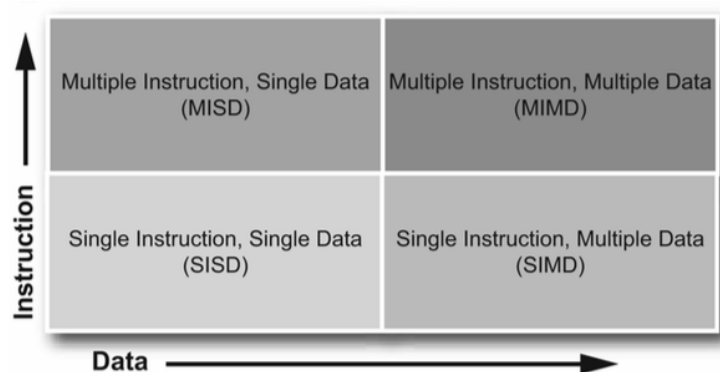 Multiple Instruction, Single Data
(MISD)
Multiple Instruction, Multiple Data
(MIMD)
Single Instruction, Single Data
(SISD)
Single Instruction, Multiple Data
(SIMD)
Instruction
Data